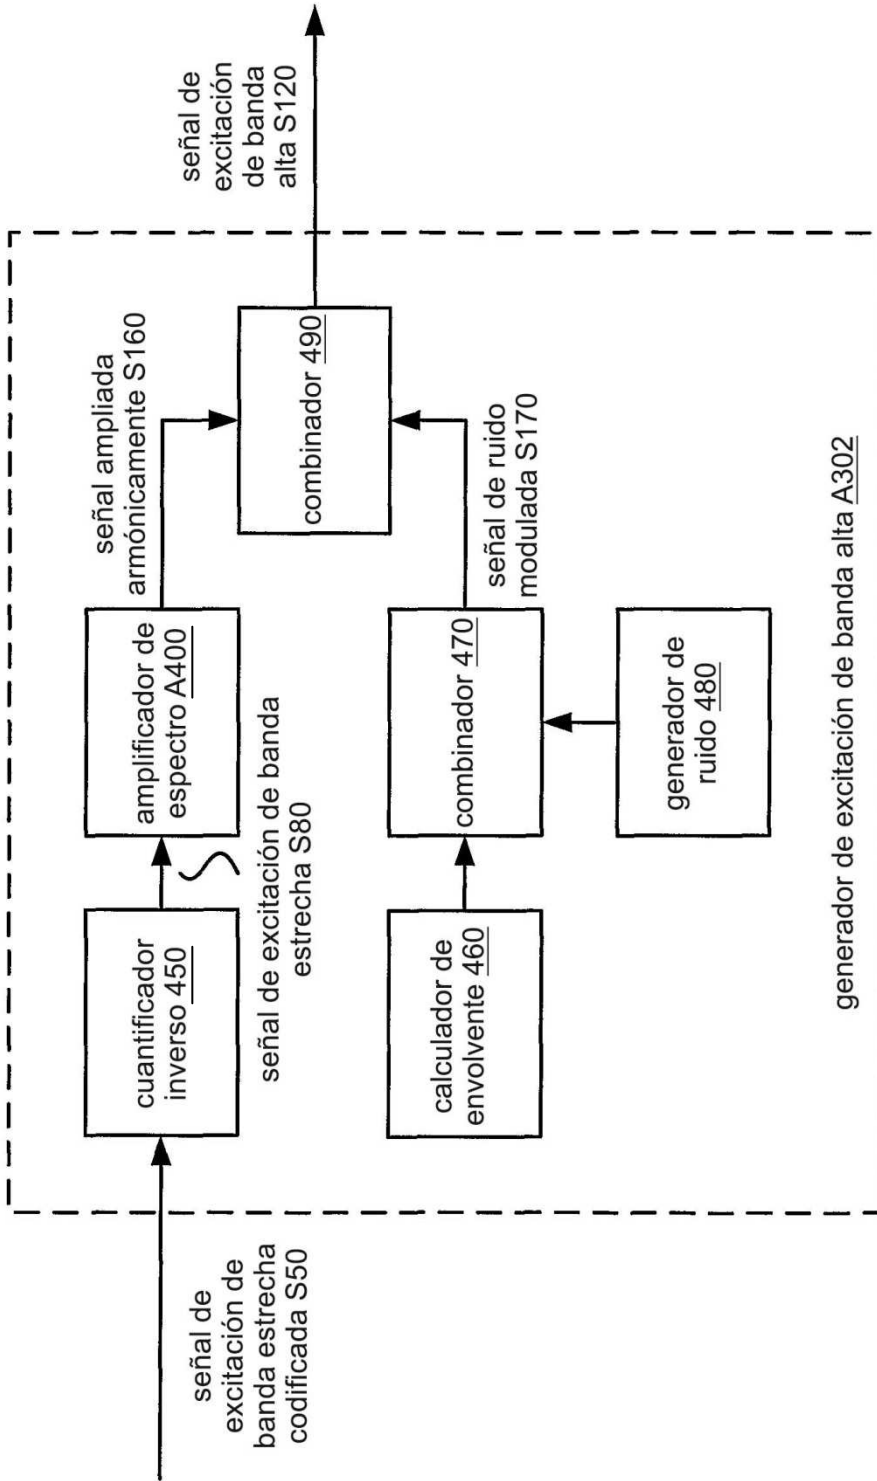 señal de
excitación de
banda estrecha
codificada S50
cuantificador
inverso 450
señal de excitación de banda
estrecha S80
amplificador de
espectro A400
señal ampliada
armónicamente S160
calculador de
envolvente 460
combinador 470
generador de
ruido 480
señal de ruido
modulada S170
combinador 490
señal de
excitación
de banda
alta S120
generador de excitación de banda alta A302